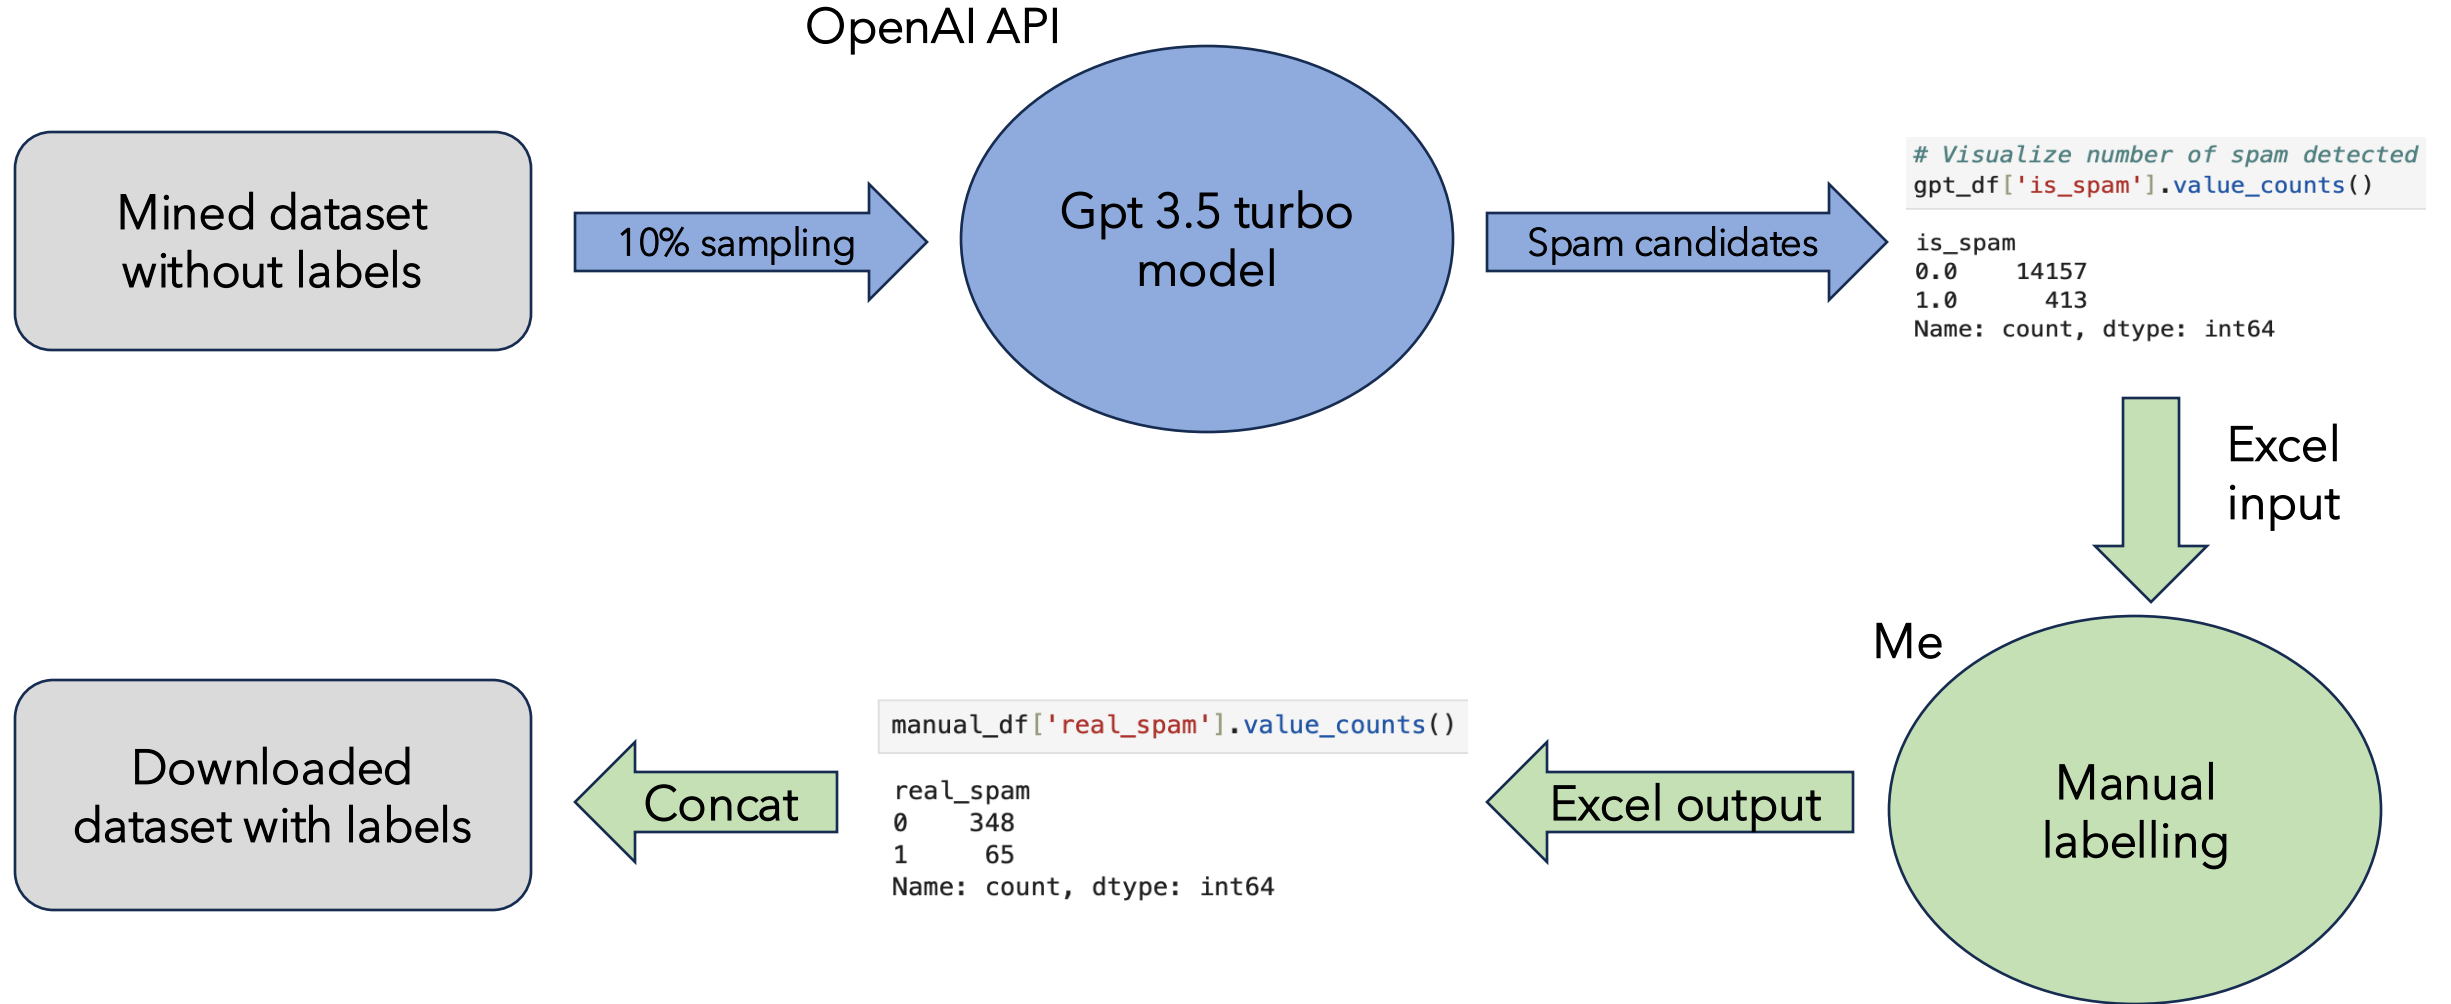 OpenAI API
Mined dataset
without labels
10% sampling
Gpt 3.5 turbo
model
Spam candidates
# Visualize number of spam detected
gpt_df['is_spam'].value_counts()
is_spam
0.0    14157
1.0      413
Name: count, dtype: int64
Excel
input
Me
Manual
labelling
Excel output
manual_df['real_spam'].value_counts()
real_spam
0    348
1     65
Name: count, dtype: int64
Concat
Downloaded
dataset with labels